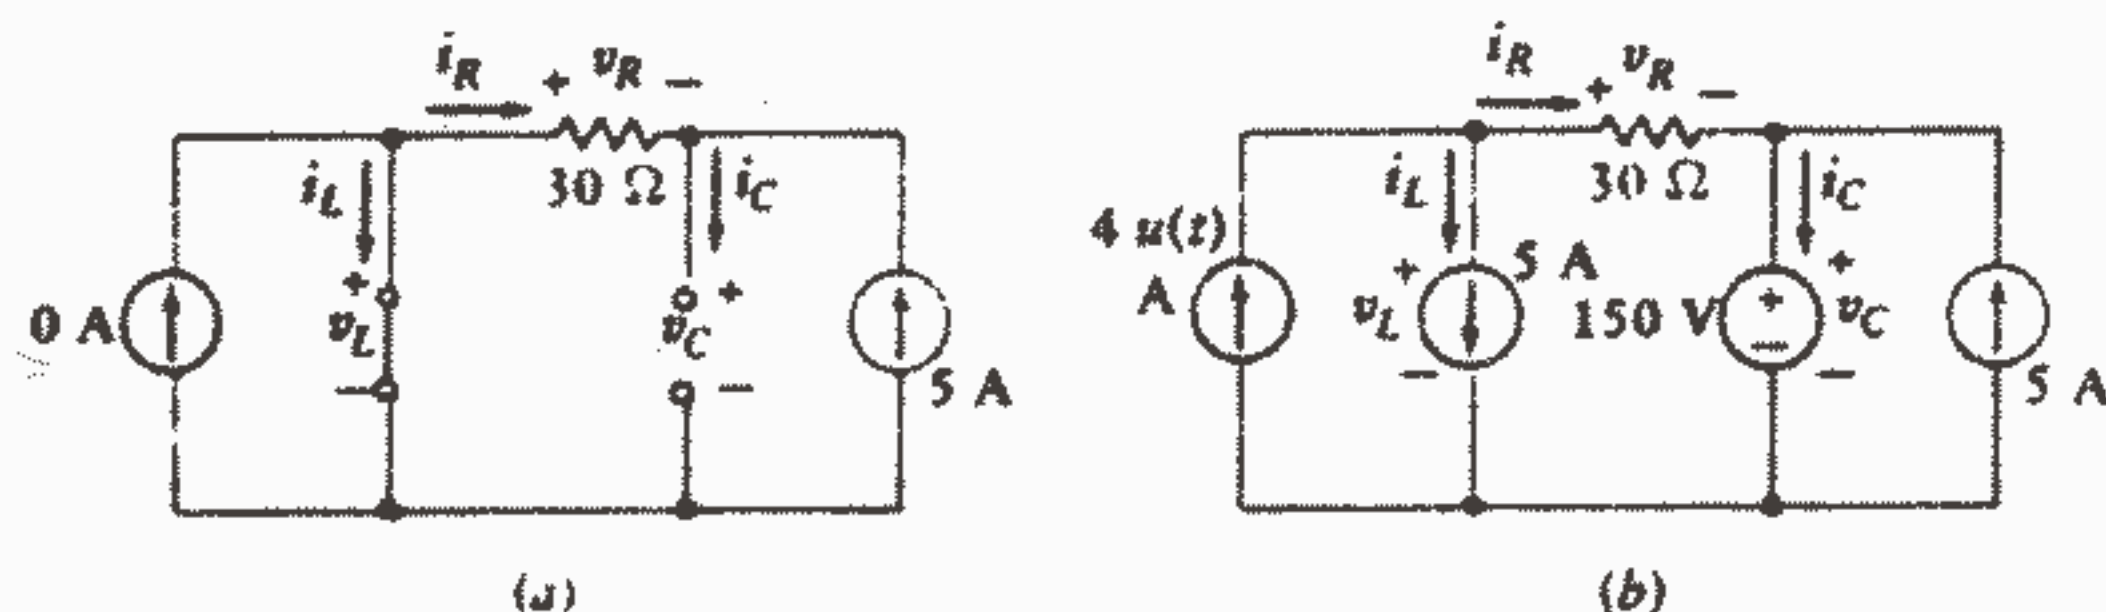 i_R + v_R −
30 Ω
i_L
i_C
0 A
+
v_L
−
+
v_C
−
5 A
(a)
i_R + v_R −
30 Ω
i_L
i_C
4 u(t)
A
+
v_L
−
5 A
150 V
+
−
+
v_C
−
5 A
(b)